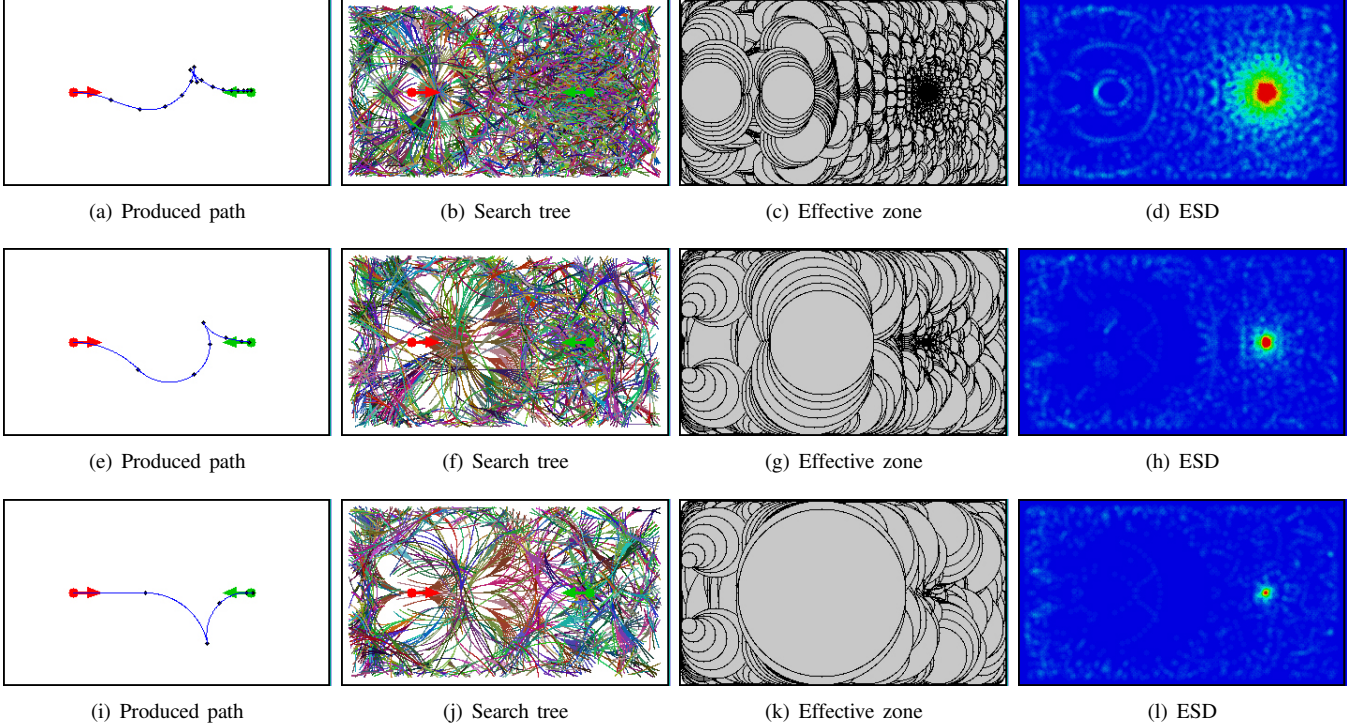 (a) Produced path (b) Search tree (c) Effective zone (d) ESD
(e) Produced path (f) Search tree (g) Effective zone (h) ESD
(i) Produced path (j) Search tree (k) Effective zone (l) ESD